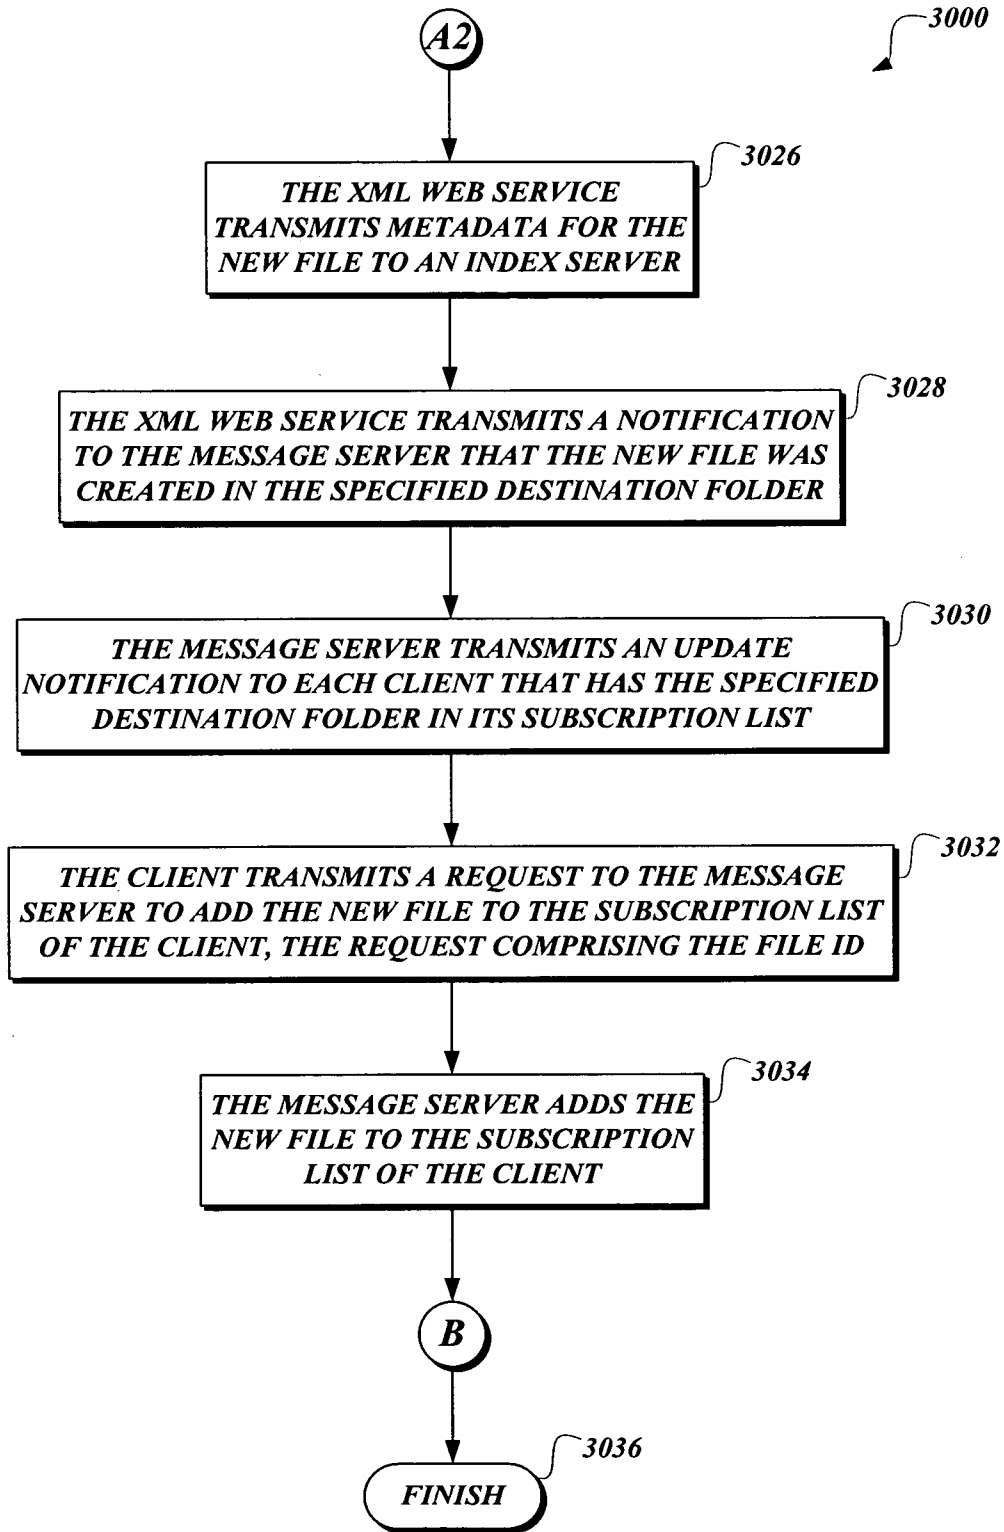 A2
3000
3026
THE XML WEB SERVICE
TRANSMITS METADATA FOR THE
NEW FILE TO AN INDEX SERVER
3028
THE XML WEB SERVICE TRANSMITS A NOTIFICATION
TO THE MESSAGE SERVER THAT THE NEW FILE WAS
CREATED IN THE SPECIFIED DESTINATION FOLDER
3030
THE MESSAGE SERVER TRANSMITS AN UPDATE
NOTIFICATION TO EACH CLIENT THAT HAS THE SPECIFIED
DESTINATION FOLDER IN ITS SUBSCRIPTION LIST
3032
THE CLIENT TRANSMITS A REQUEST TO THE MESSAGE
SERVER TO ADD THE NEW FILE TO THE SUBSCRIPTION LIST
OF THE CLIENT, THE REQUEST COMPRISING THE FILE ID
3034
THE MESSAGE SERVER ADDS THE
NEW FILE TO THE SUBSCRIPTION
LIST OF THE CLIENT
B
3036
FINISH